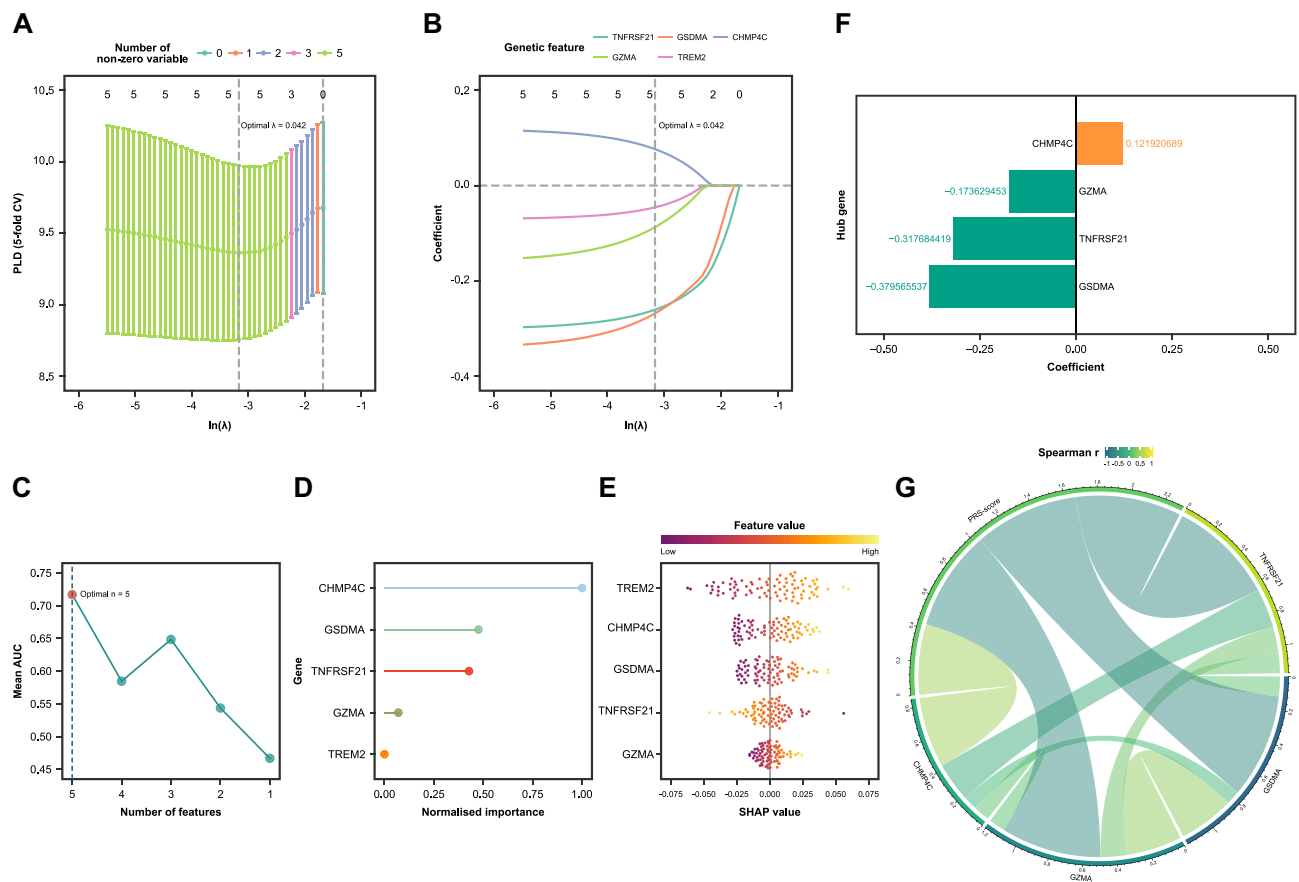 A
Number of
non-zero variable
0 1 2 3 5
5 5 5 5 5 5 3 0
Optimal λ = 0.042
10,5
10.0
9.5
9.0
8,5
PLD (5-fold CV)
-6 -5 -4 -3 -2 -1
ln(λ)
B
Genetic feature
TNFRSF21 GSDMA CHMP4C
GZMA TREM2
5 5 5 5 5 5 2 0
Optimal λ = 0.042
0,2
0.0
-0.2
-0,4
Coefficient
-6 -5 -4 -3 -2 -1
ln(λ)
F
Hub gene
CHMP4C
0.121920689
−0.173629453
GZMA
−0.317684419
TNFRSF21
−0.379565537
GSDMA
−0.50 −0.25 0.00 0.25 0.50
Coefficient
C
Mean AUC
0.75
0.70
0.65
0.60
0.55
0.50
0.45
Optimal n = 5
5 4 3 2 1
Number of features
D
Gene
CHMP4C
GSDMA
TNFRSF21
GZMA
TREM2
0.00 0.25 0.50 0.75 1.00
Normalised importance
E
Feature value
Low High
TREM2
CHMP4C
GSDMA
TNFRSF21
GZMA
-0.075 -0.050 -0.025 0.000 0.025 0.050 0.075
SHAP value
G
Spearman r
-1 -0.5 0 0.5 1
PRS-score
TNFRSF21
GSDMA
GZMA
CHMP4C